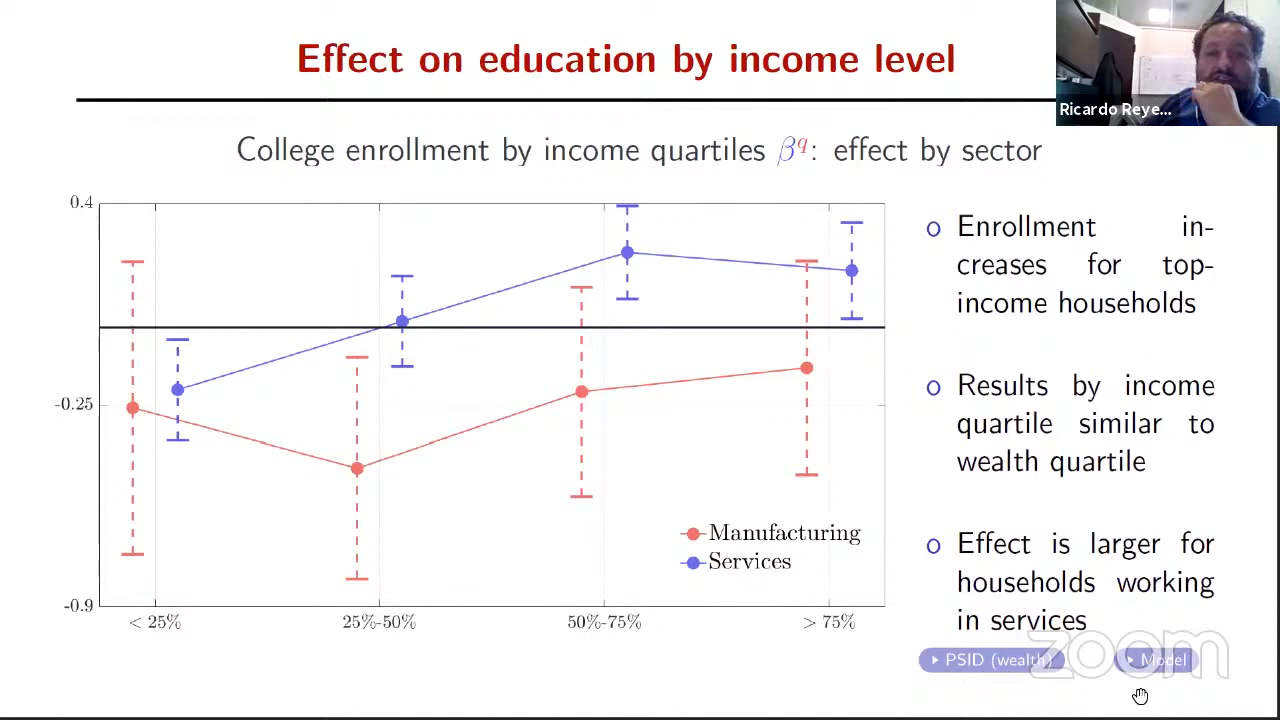 Effect on education by income level
Ricardo Reye...
College enrollment by income quartiles βq: effect by sector
0.4
-0.25
-0.9
< 25%
25%-50%
50%-75%
> 75%
Manufacturing
Services
o Enrollment in-
creases for top-
income households
o Results by income
quartile similar to
wealth quartile
o Effect is larger for
households working
in services
PSID (wealth)
Model
zoom